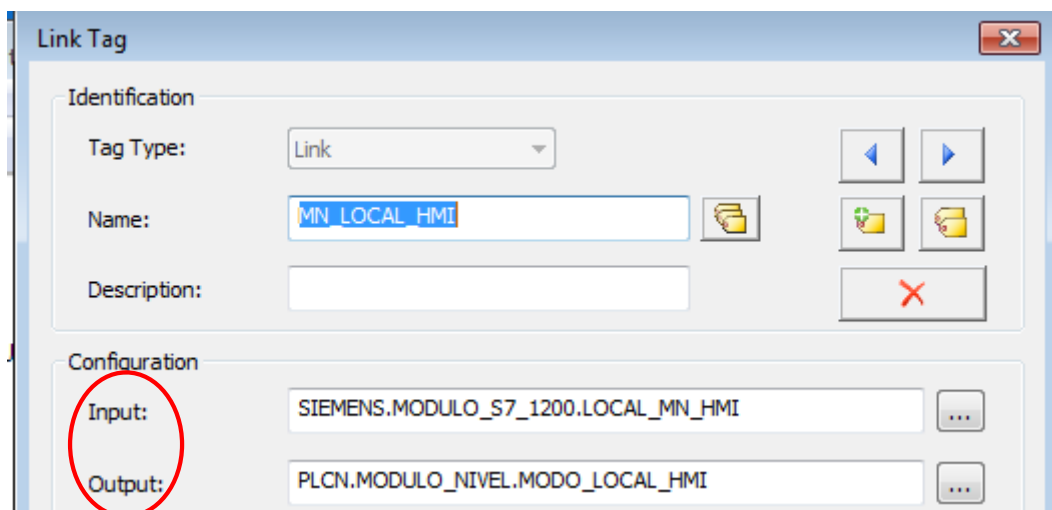 Link Tag
Identification
Tag Type:
Link
Name:
MN_LOCAL_HMI
Description:
Configuration
Input:
SIEMENS.MODULO_S7_1200.LOCAL_MN_HMI
...
Output:
PLCN.MODULO_NIVEL.MODO_LOCAL_HMI
...